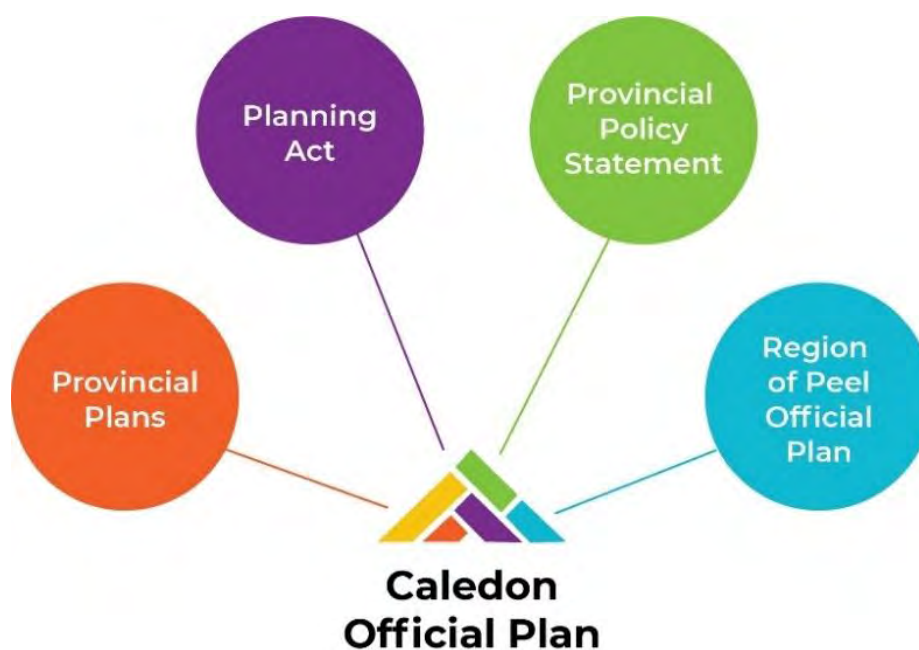 Planning
Act
Provincial
Policy
Statement
Provincial
Plans
Region
of Peel
Official
Plan
Caledon
Official Plan